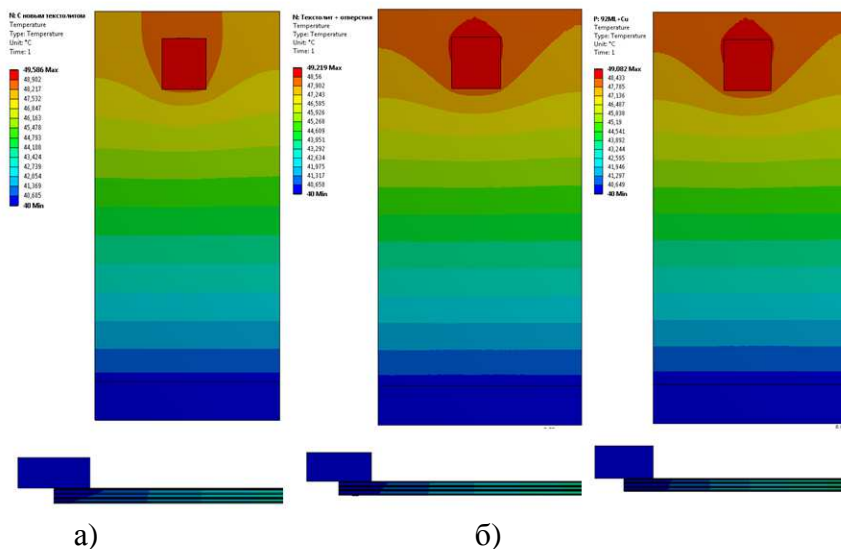 N: С новым текстолитом
Temperature
Type: Temperature
Unit: °C
Time: 1
49,586 Max
48,902
48,217
47,532
46,847
46,163
45,478
44,793
44,108
43,424
42,739
42,054
41,369
40,685
40 Min
N: Текстолит + отверстия
Temperature
Type: Temperature
Unit: °C
Time: 1
49,219 Max
48,56
47,902
47,243
46,585
45,926
45,268
44,609
43,951
43,292
42,634
41,975
41,317
40,658
40 Min
P: 92ML+Cu
Temperature
Type: Temperature
Unit: °C
Time: 1
49,082 Max
48,433
47,785
47,136
46,487
45,838
45,19
44,541
43,892
43,244
42,595
41,946
41,297
40,649
40 Min
а)
б)